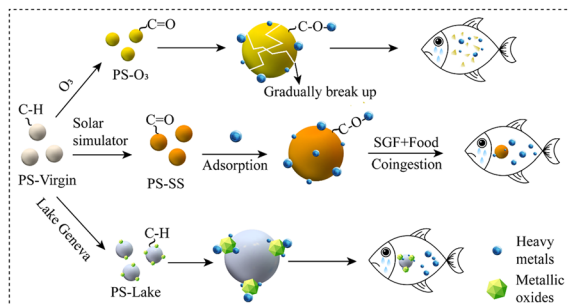 C=O
C-O
PS-O₃
O₃
Gradually break up
C-H
Solar
simulator
C=O
C-O
SGF+Food
Adsorption
Coingestion
PS-Virgin
PS-SS
Lake Geneva
C-H
PS-Lake
Heavy
metals
Metallic
oxides